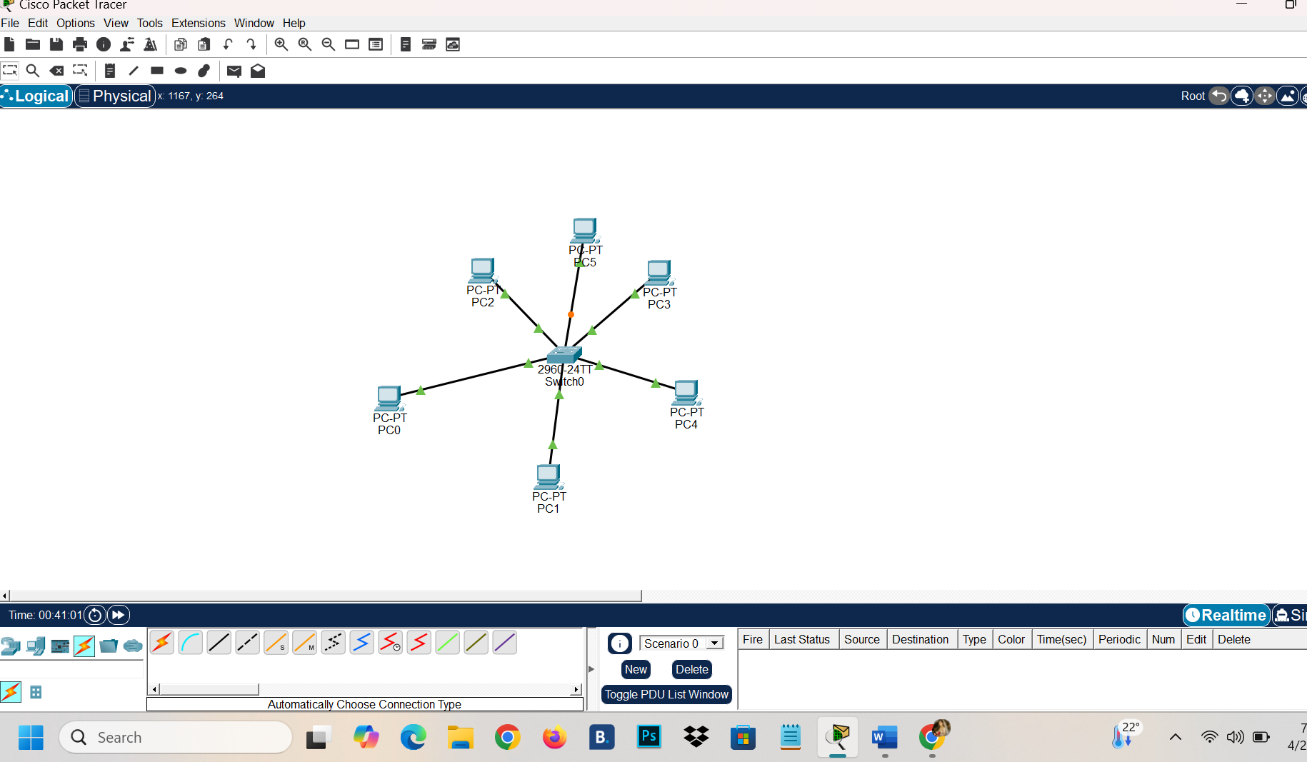 Cisco Packet Tracer
File Edit Options View Tools Extensions Window Help
Logical Physical x: 1167, y: 264 Root
PC-PT
PC5
PC-PT
PC2
PC-PT
PC3
2960-24TT
Switch0
PC-PT
PC0
PC-PT
PC4
PC-PT
PC1
Time: 00:41:01 Realtime
S M
Scenario 0
New Delete
Toggle PDU List Window
Fire Last Status Source Destination Type Color Time(sec) Periodic Num Edit Delete
Automatically Choose Connection Type
Search
B.
Ps
W
22°